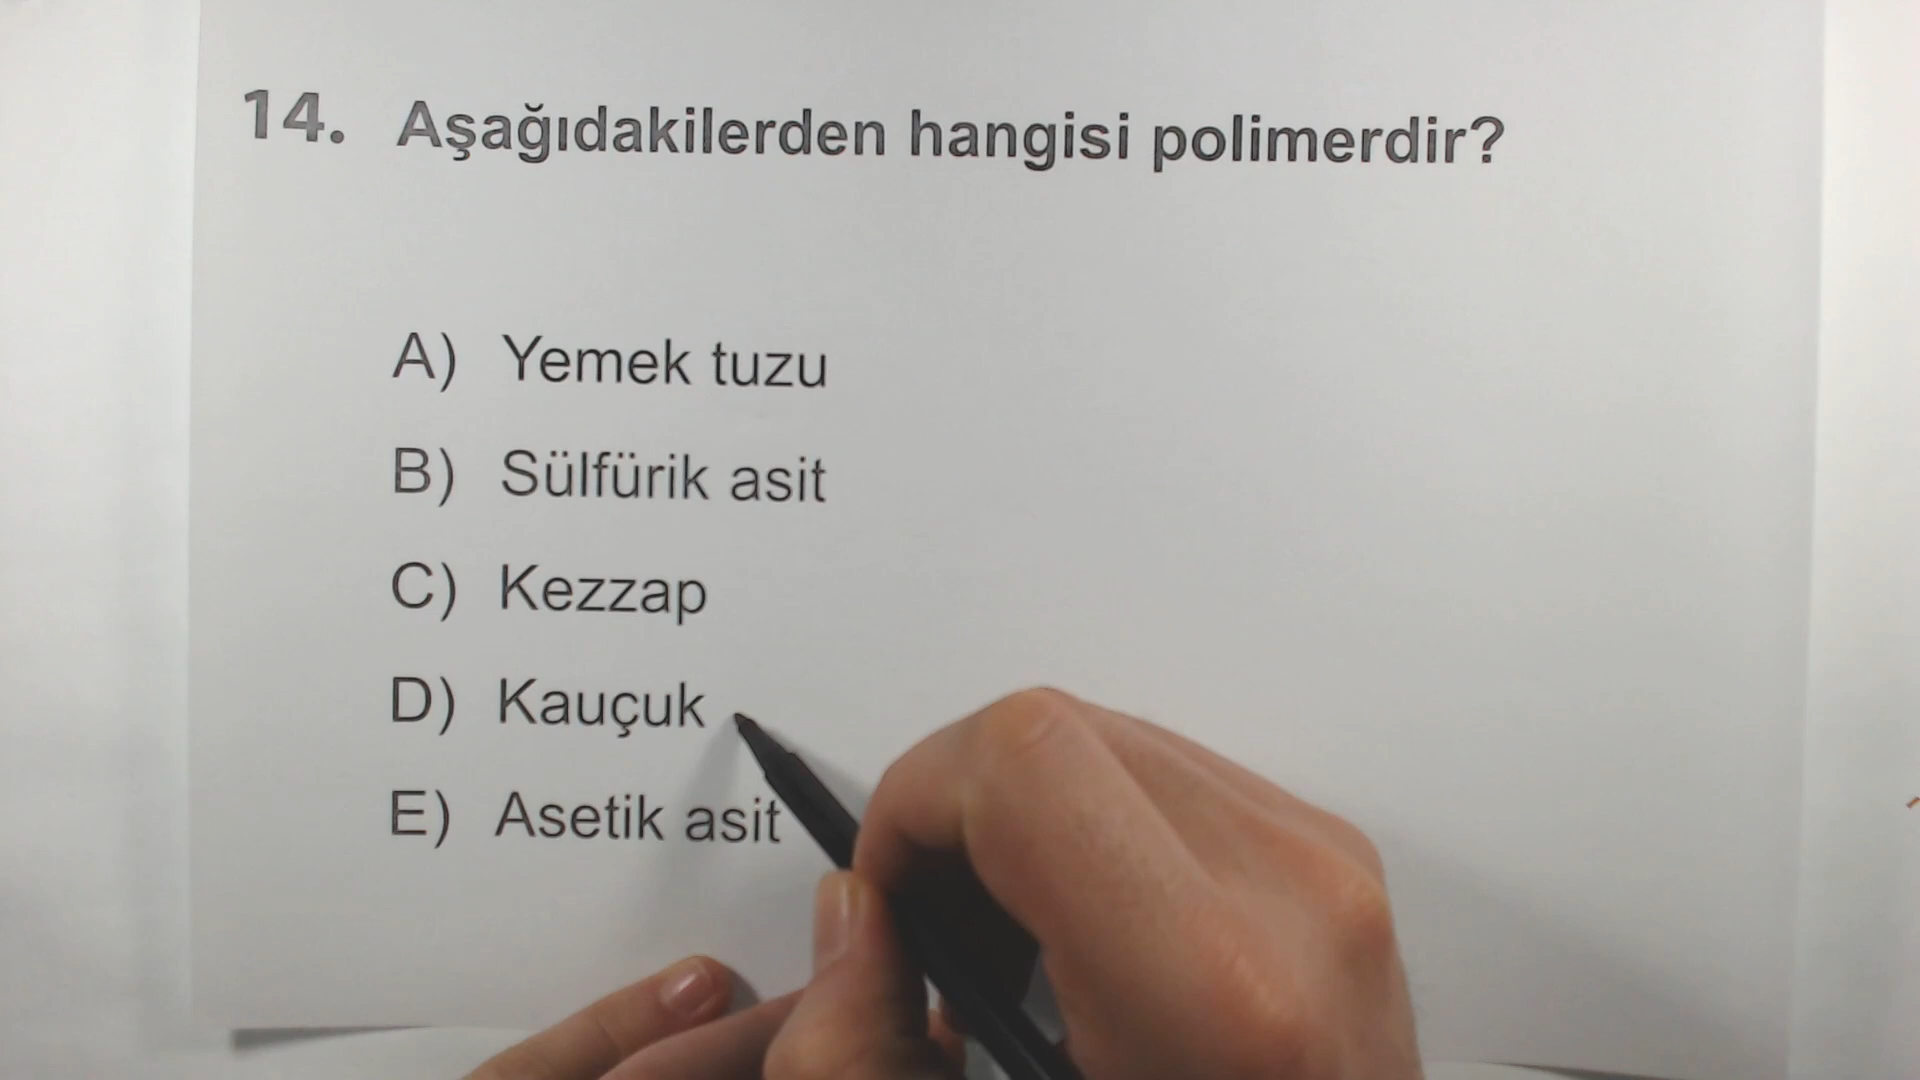 14. Aşağıdakilerden hangisi polimerdir?
A) Yemek tuzu
B) Sülfürik asit
C) Kezzap
D) Kauçuk
E) Asetik asit